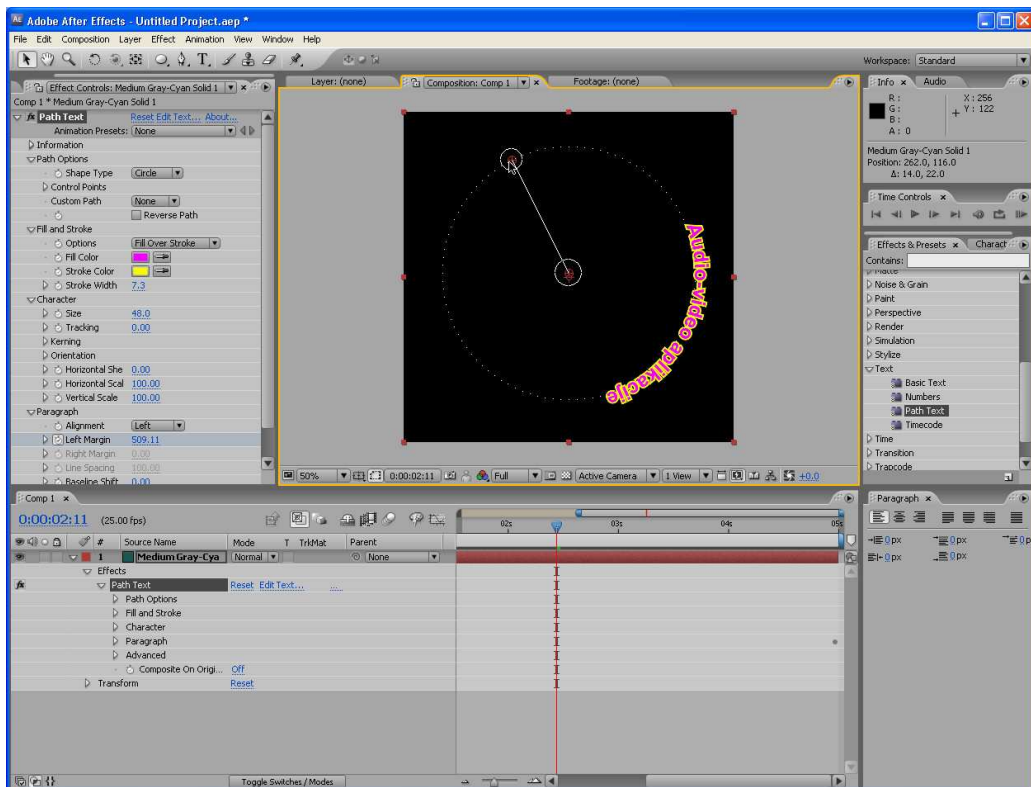 Adobe After Effects - Untitled Project.aep *
File Edit Composition Layer Effect Animation View Window Help
Workspace: Standard
Effect Controls: Medium Gray-Cyan Solid 1
Comp 1 * Medium Gray-Cyan Solid 1
Path Text Reset Edit Text... About...
Animation Presets: None
Information
Path Options
Shape Type Circle
Control Points
Custom Path None
Reverse Path
Fill and Stroke
Options Fill Over Stroke
Fill Color
Stroke Color
Stroke Width 7.3
Character
Size 48.0
Tracking 0.00
Kerning
Orientation
Horizontal She 0.00
Horizontal Scal 100.00
Vertical Scale 100.00
Paragraph
Alignment Left
Left Margin 509.11
Right Margin 0.00
Line Spacing 100.00
Baseline Shift 0.00
Layer: (none) Composition: Comp 1 Footage: (none)
Audio-video aplikacije
50% 0:00:02:11 Full Active Camera 1 View +0.0
Info Audio
R: X: 256
G: Y: 122
B:
A: 0
Medium Gray-Cyan Solid 1
Position: 262.0, 116.0
Δ: 14.0, 22.0
Time Controls
Effects & Presets Charact
Contains:
Matte
Noise & Grain
Paint
Perspective
Render
Simulation
Stylize
Text
Basic Text
Numbers
Path Text
Timecode
Time
Transition
Trapcode
Comp 1
0:00:02:11 (25.00 fps)
02s 03s 04s 05s
# Source Name Mode T TrkMat Parent
1 Medium Gray-Cya Normal None
Effects
fx Path Text Reset Edit Text... ...
Path Options
Fill and Stroke
Character
Paragraph
Advanced
Composite On Origi... Off
Transform Reset
Toggle Switches / Modes
Paragraph
0 px 0 px 0 p
0 px 0 px